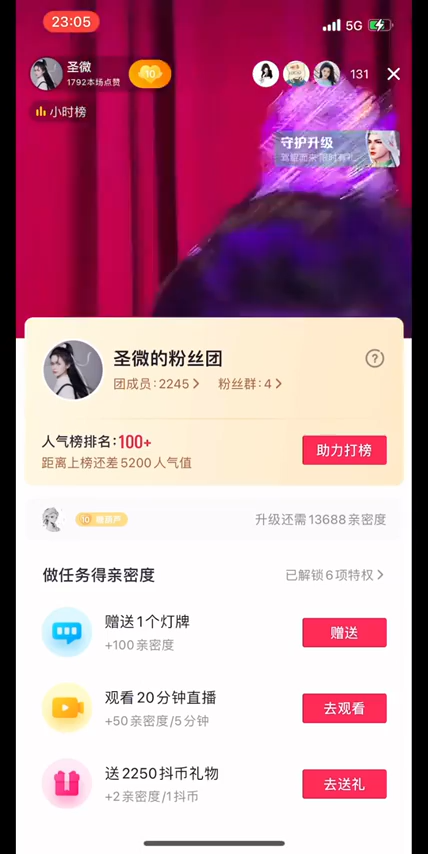 23:05
5G
圣微
1792本场点赞
10
131
小时榜
守护升级
圣微的粉丝团
团成员:2245
粉丝群:4
人气榜排名:100+
距离上榜还差5200人气值
助力打榜
10
升级还需13688亲密度
做任务得亲密度
已解锁6项特权
赠送1个灯牌
+100亲密度
赠送
观看20分钟直播
+50亲密度/5分钟
去观看
送2250抖币礼物
+2亲密度/1抖币
去送礼